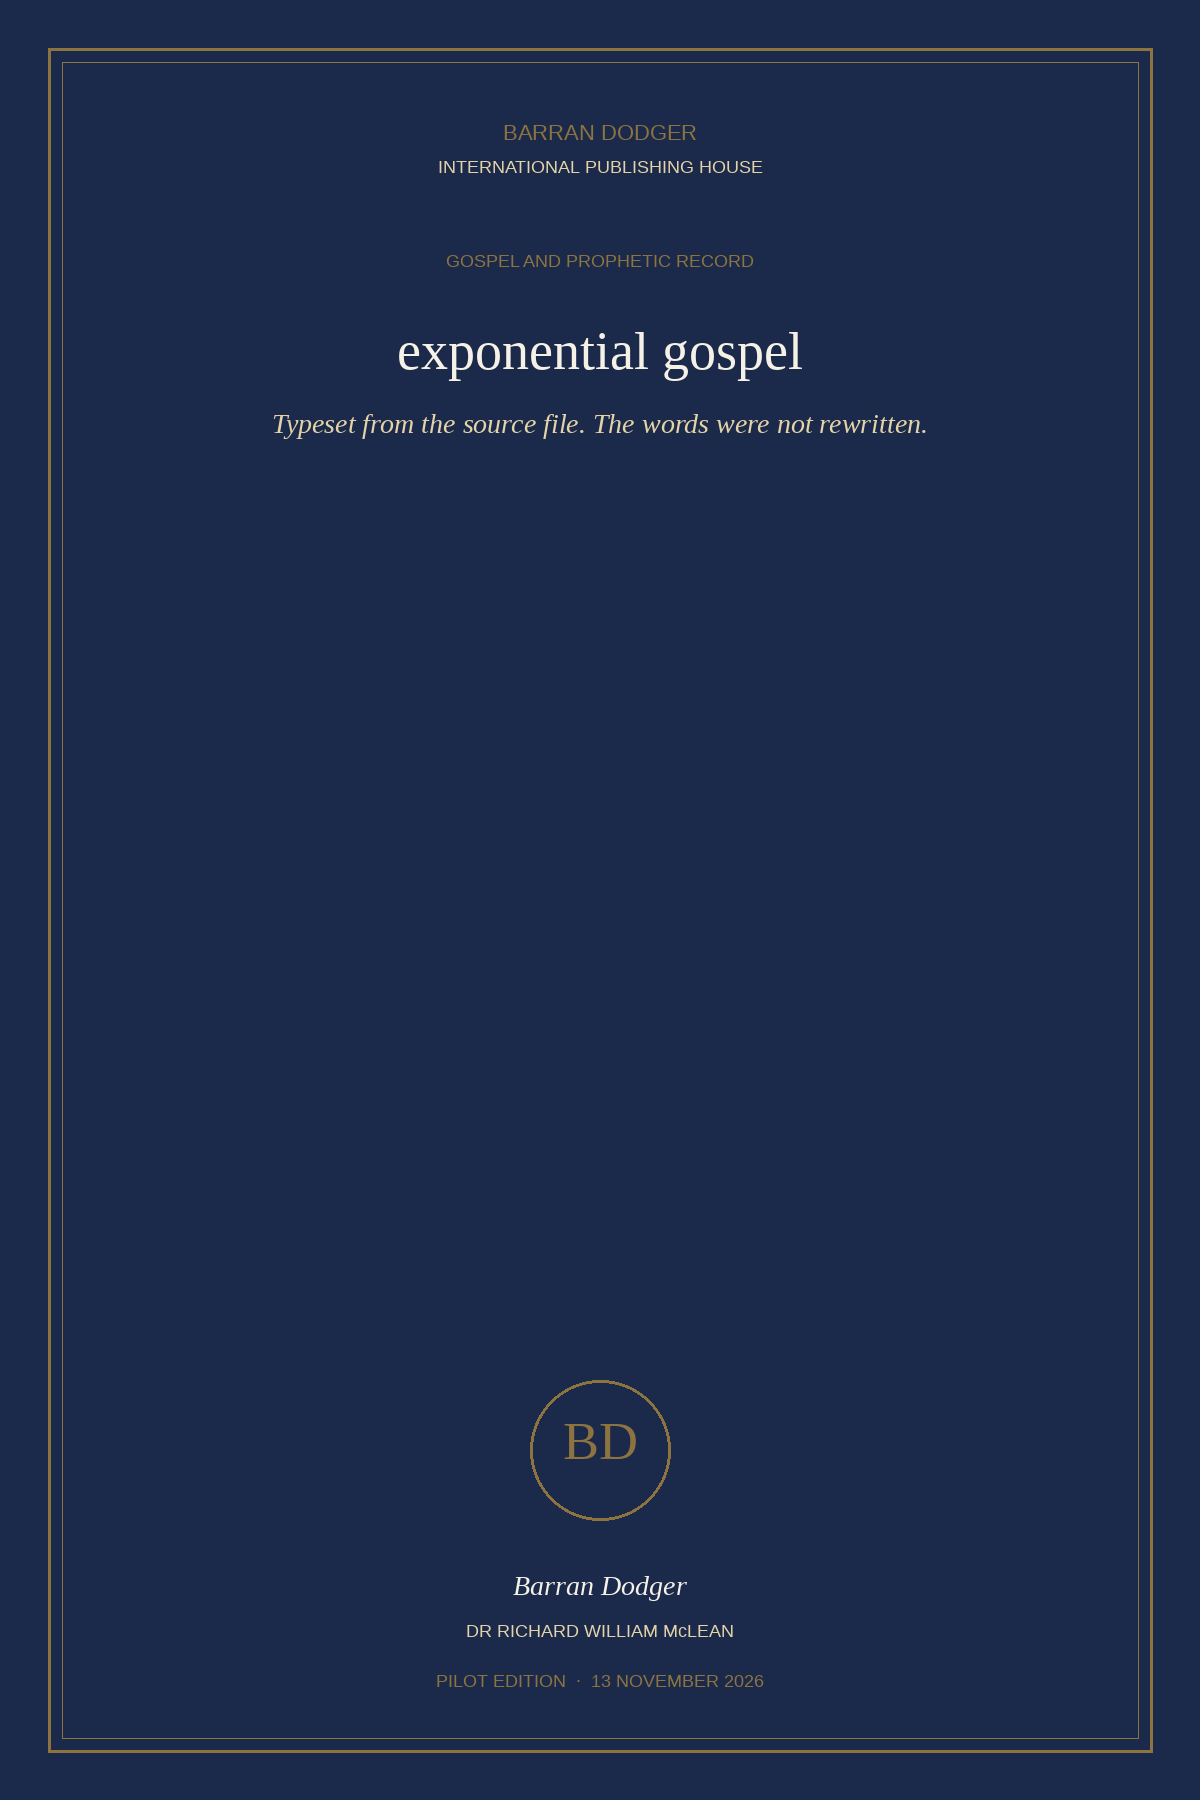 BARRAN DODGER
INTERNATIONAL PUBLISHING HOUSE
GOSPEL AND PROPHETIC RECORD
exponential gospel
Typeset from the source file. The words were not rewritten.
BD
Barran Dodger
DR RICHARD WILLIAM McLEAN
PILOT EDITION · 13 NOVEMBER 2026